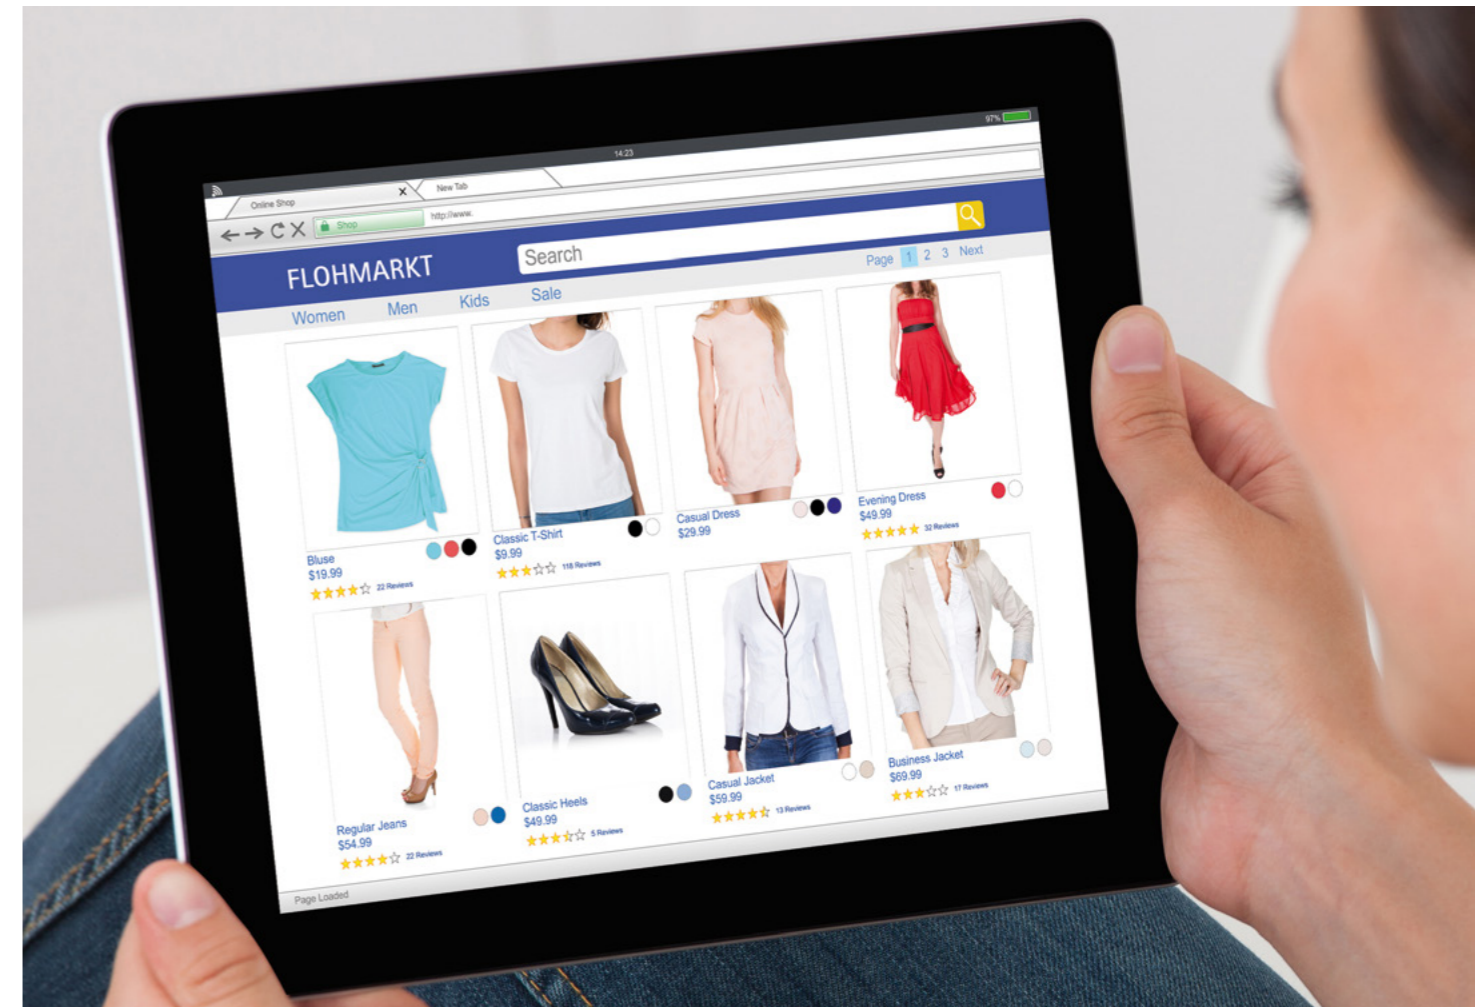 14:23
97%
Online Shop
New Tab
Shop
http://www.
FLOHMARKT
Search
Women Men Kids Sale
Page 1 2 3 Next
Bluse
$19.99
22 Reviews
Classic T-Shirt
$9.99
118 Reviews
Casual Dress
$29.99
Evening Dress
$49.99
32 Reviews
Regular Jeans
$54.99
22 Reviews
Classic Heels
$49.99
5 Reviews
Casual Jacket
$59.99
13 Reviews
Business Jacket
$69.99
17 Reviews
Page Loaded